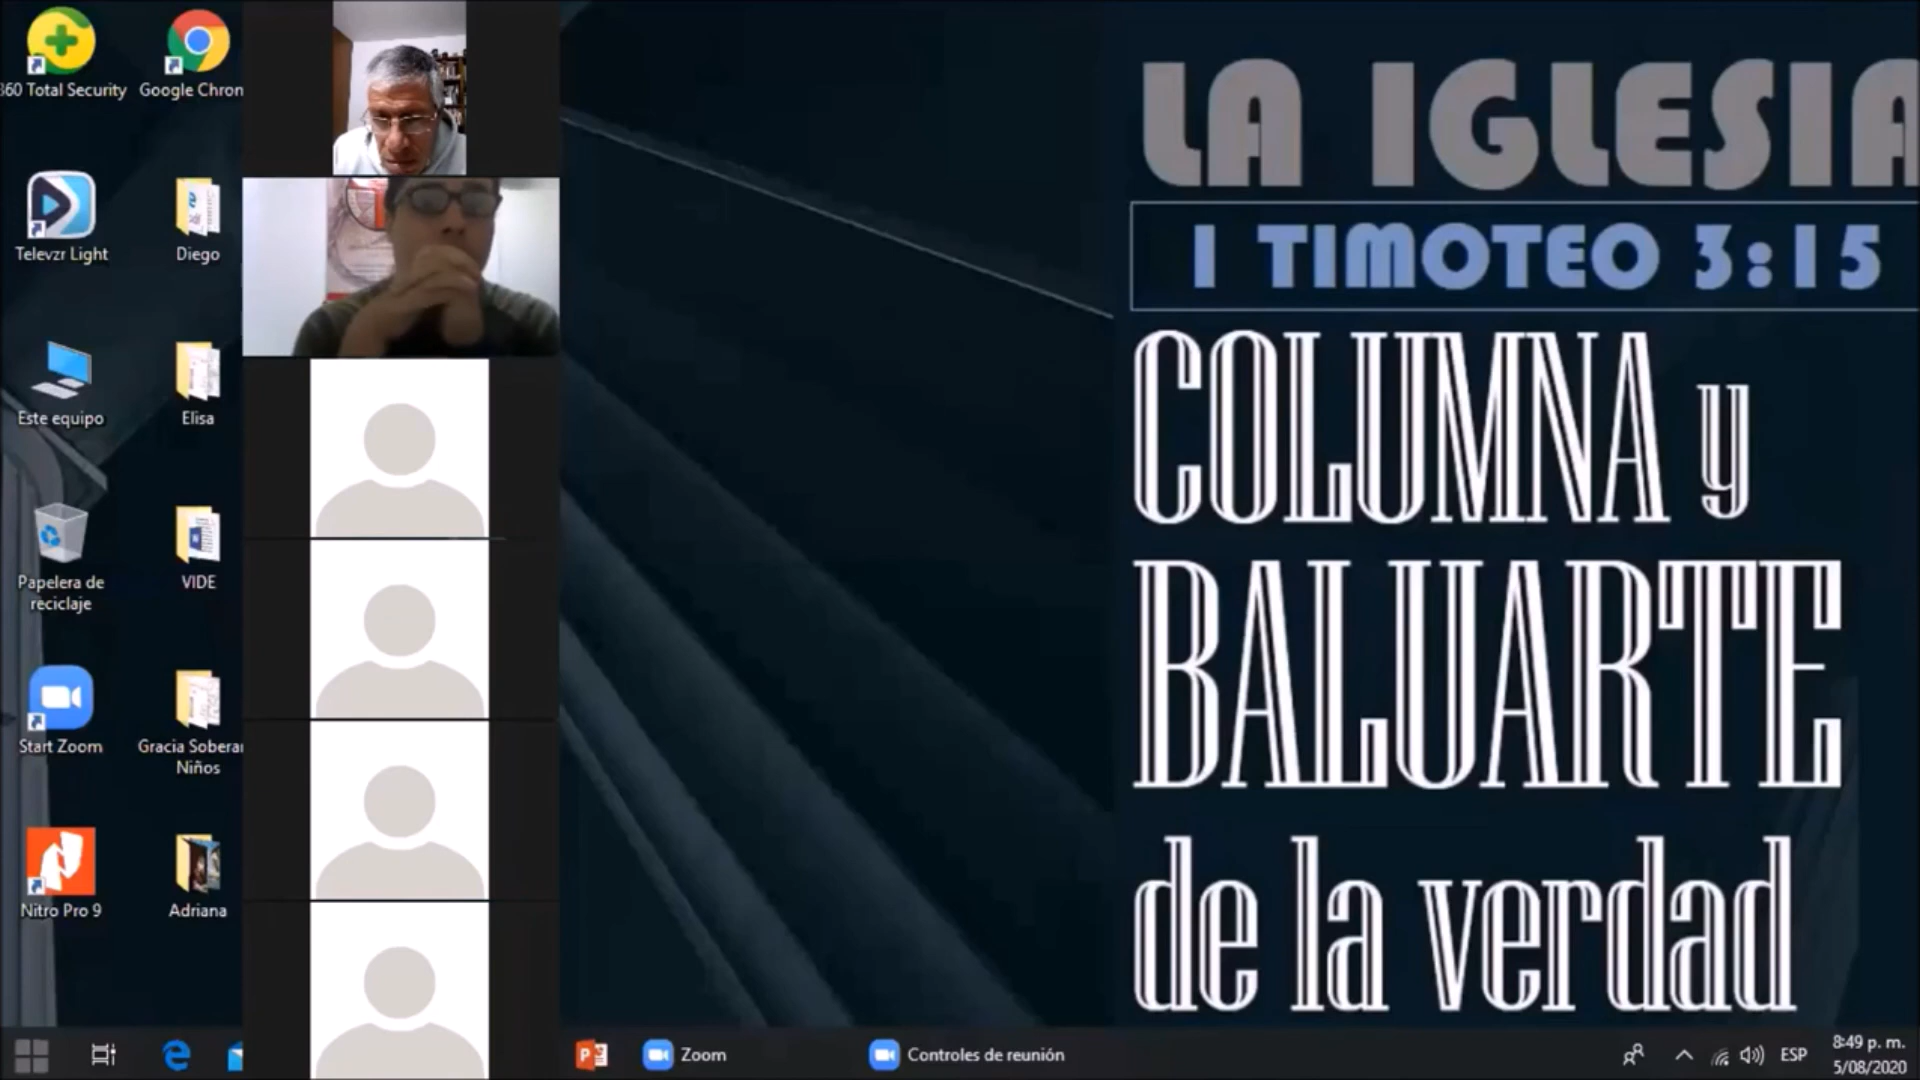 360 Total Security
Google Chron
Televzr Light
Diego
Este equipo
Elisa
Papelera de
reciclaje
VIDE
Start Zoom
Gracia Soberan
Niños
Nitro Pro 9
Adriana
LA IGLESIA
1 TIMOTEO 3:15
COLUMNA y
BALUARTE
de la verdad
Zoom
Controles de reunión
ESP
8:49 p. m.
5/08/2020